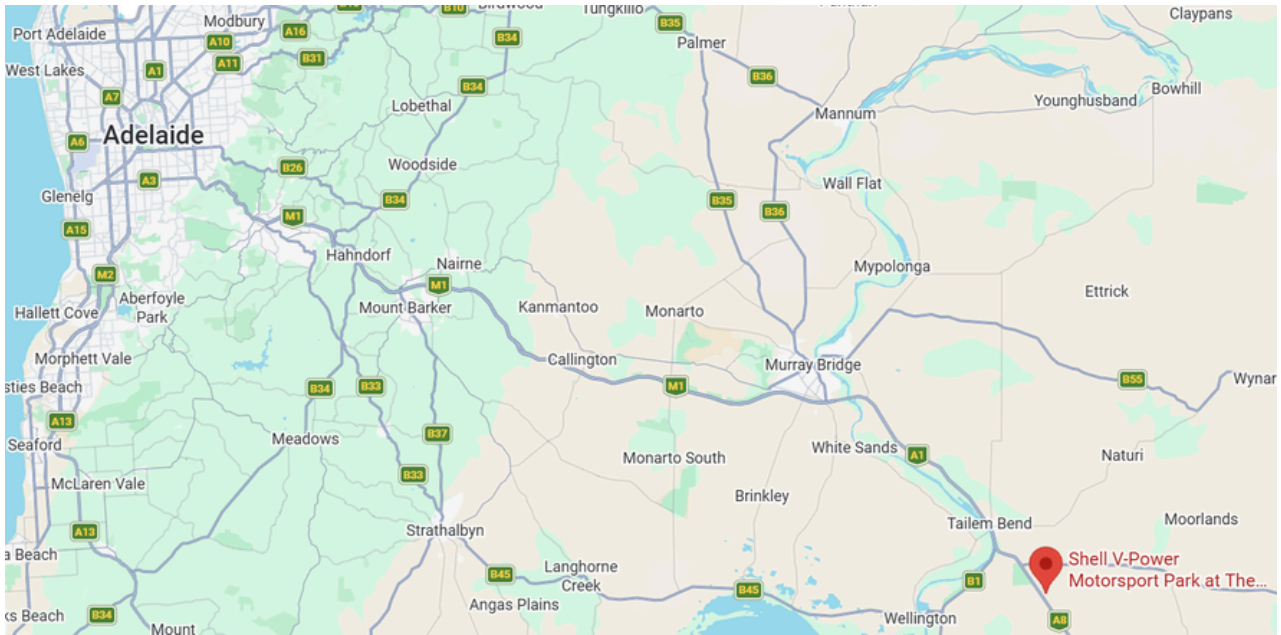 Birdwood
Tungkillo
Claypans
Port Adelaide
Modbury
A16
B10
B35
A10
B34
Palmer
West Lakes
A1
A11
B31
B36
A7
B34
Lobethal
Younghusband
Bowhill
Mannum
Adelaide
A6
Woodside
B26
A3
Wall Flat
Glenelg
B34
B35
B36
M1
A15
Hahndorf
Nairne
Mypolonga
M2
M1
Ettrick
Aberfoyle
Park
Hallett Cove
Mount Barker
Kanmantoo
Monarto
Morphett Vale
Callington
Murray Bridge
sties Beach
B34
B33
M1
B55
Wynar
A13
Seaford
Meadows
B37
White Sands
A1
Monarto South
Naturi
B33
McLaren Vale
Brinkley
A13
Strathalbyn
Tailem Bend
Moorlands
a Beach
Shell V-Power
Motorsport Park at The...
B45
Langhorne
Creek
B45
B1
Angas Plains
ks Beach
B34
Mount
Wellington
A8